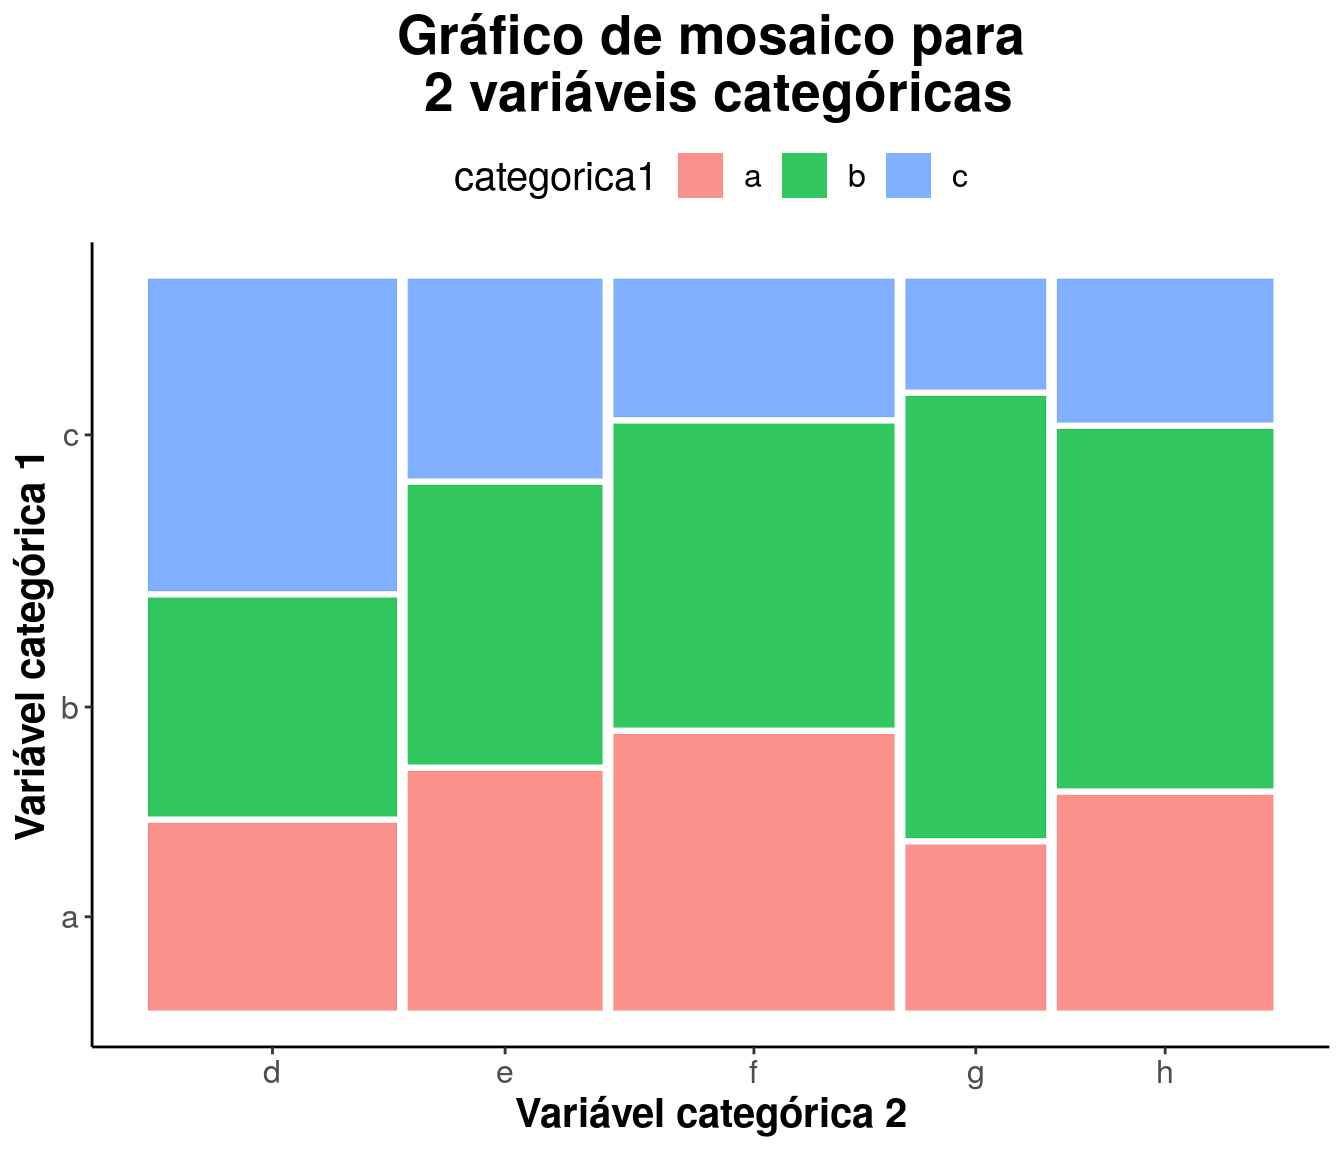 Gráfico de mosaico para
2 variáveis categóricas
categorica1 a b c
c
b
a
Variável categórica 1
d e f g h
Variável categórica 2